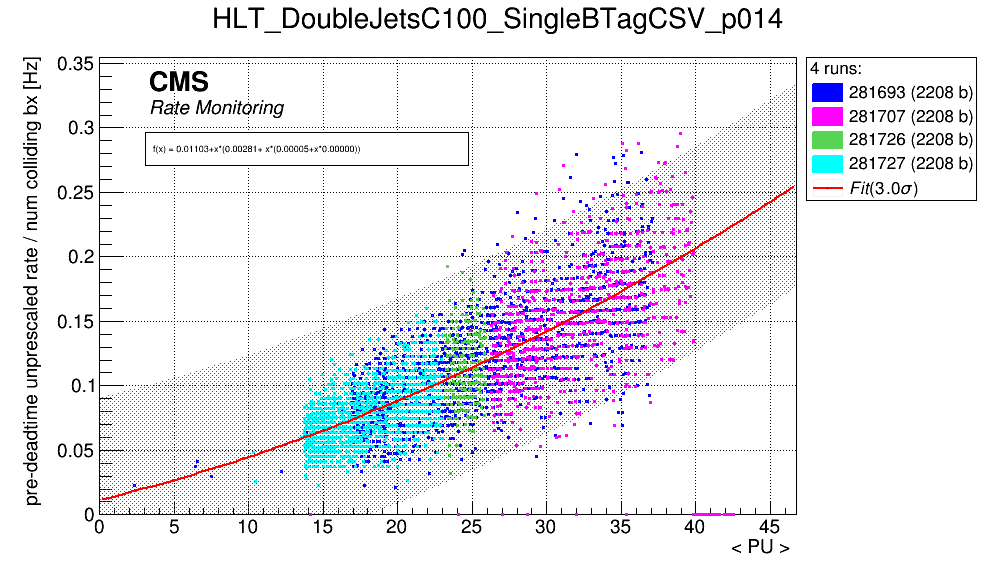 HLT_DoubleJetsC100_SingleBTagCSV_p014
pre-deadtime unprescaled rate / num colliding bx [Hz]
0.35
0.3
0.25
0.2
0.15
0.1
0.05
0
CMS
Rate Monitoring
f(x) = 0.01103+x*(0.00281+ x*(0.00005+x*0.00000))
0 5 10 15 20 25 30 35 40 45
< PU >
4 runs:
281693 (2208 b)
281707 (2208 b)
281726 (2208 b)
281727 (2208 b)
Fit(3.0σ)